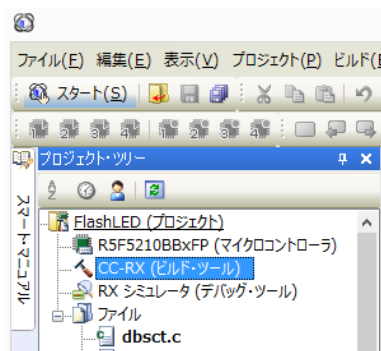 ファイル(F) 編集(E) 表示(V) プロジェクト(P) ビルド(
スタート(S)
プロジェクト・ツリー
スマート・マニュアル
FlashLED (プロジェクト)
R5F5210BBxFP (マイクロコントローラ)
CC-RX (ビルド・ツール)
RX シミュレータ (デバッグ・ツール)
ファイル
dbsct.c